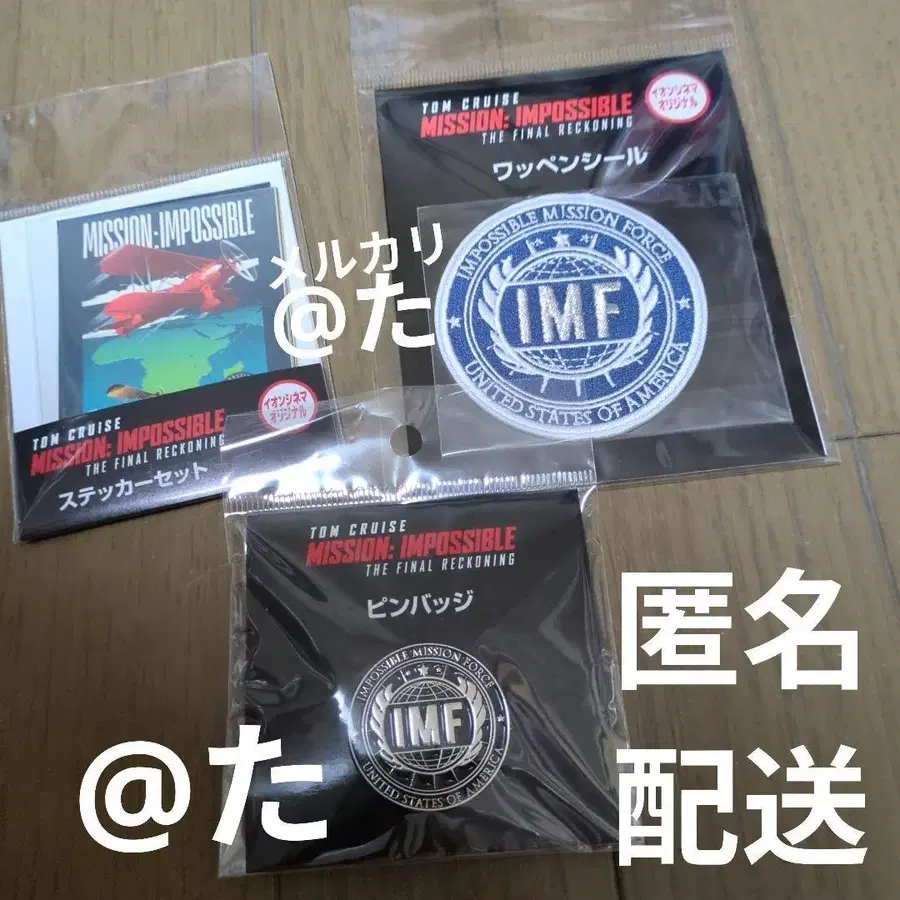 TOM CRUISE
MISSION: IMPOSSIBLE
THE FINAL RECKONING
イオンシネマ
オリジナル
ワッペンシール
IMPOSSIBLE MISSION FORCE
IMF
UNITED STATES OF AMERICA
MISSION: IMPOSSIBLE
メルカリ
@た
イオンシネマ
オリジナル
TOM CRUISE
MISSION: IMPOSSIBLE
THE FINAL RECKONING
ステッカーセット
TOM CRUISE
MISSION: IMPOSSIBLE
THE FINAL RECKONING
ピンバッジ
IMPOSSIBLE MISSION FORCE
IMF
UNITED STATES OF AMERICA
@た
匿名
配送